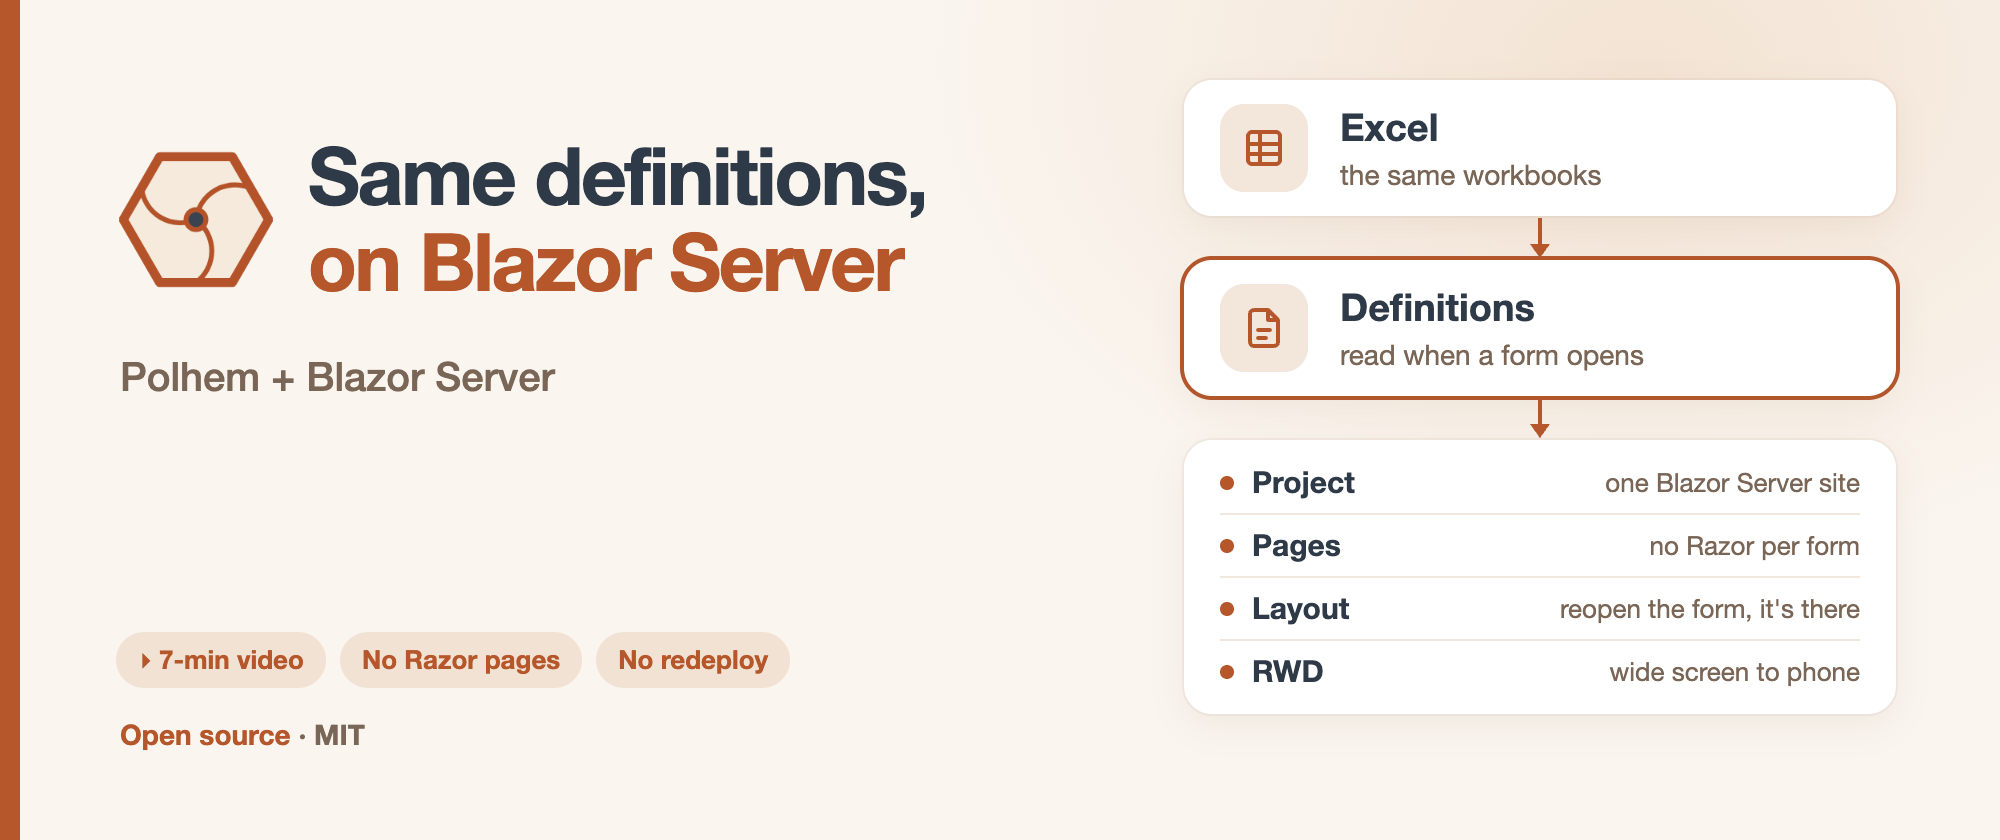 Same definitions,
on Blazor Server
Polhem + Blazor Server
7-min video
No Razor pages
No redeploy
Open source · MIT
Excel
the same workbooks
Definitions
read when a form opens
Project
one Blazor Server site
Pages
no Razor per form
Layout
reopen the form, it's there
RWD
wide screen to phone